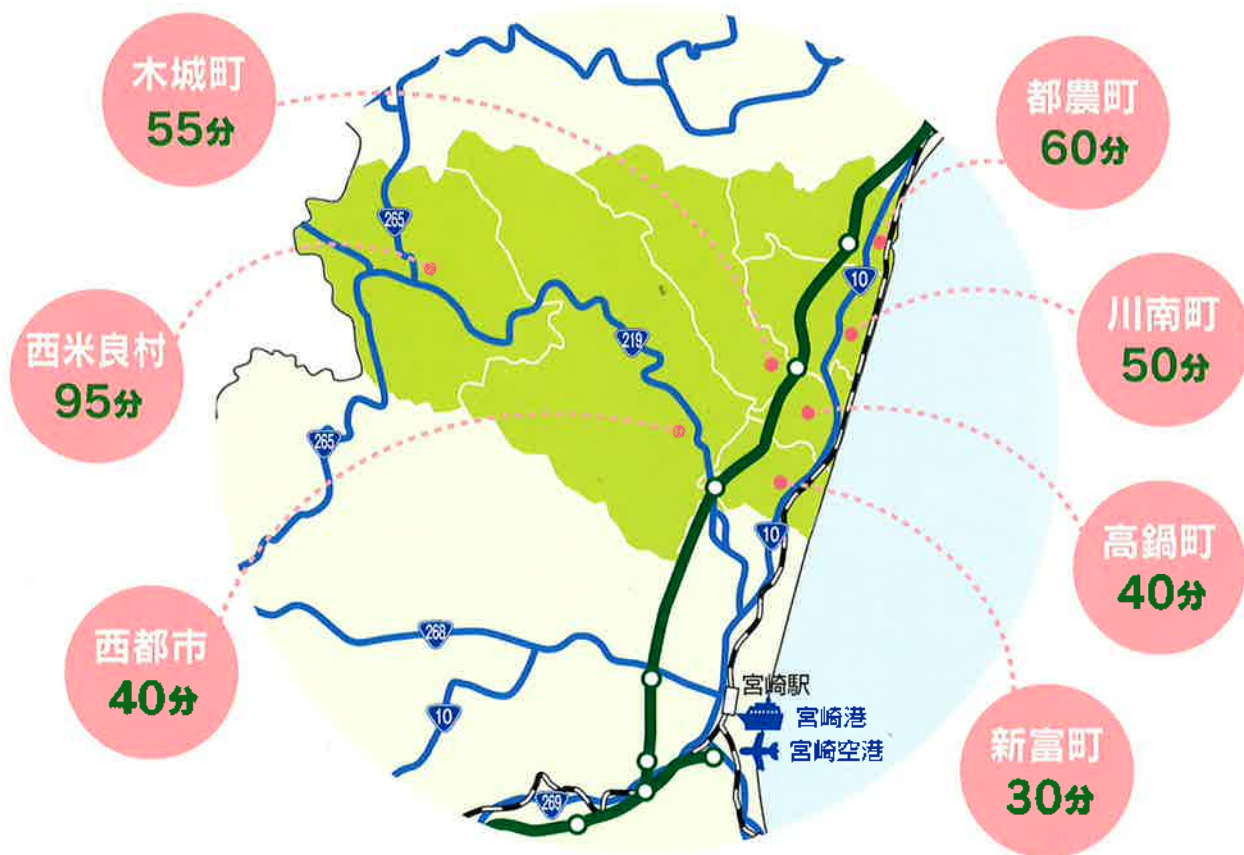 木城町
55分
都農町
60分
265
10
川南町
50分
西米良村
95分
219
265
高鍋町
40分
10
西都市
40分
268
宮崎駅
宮崎港
宮崎空港
10
新富町
30分
269